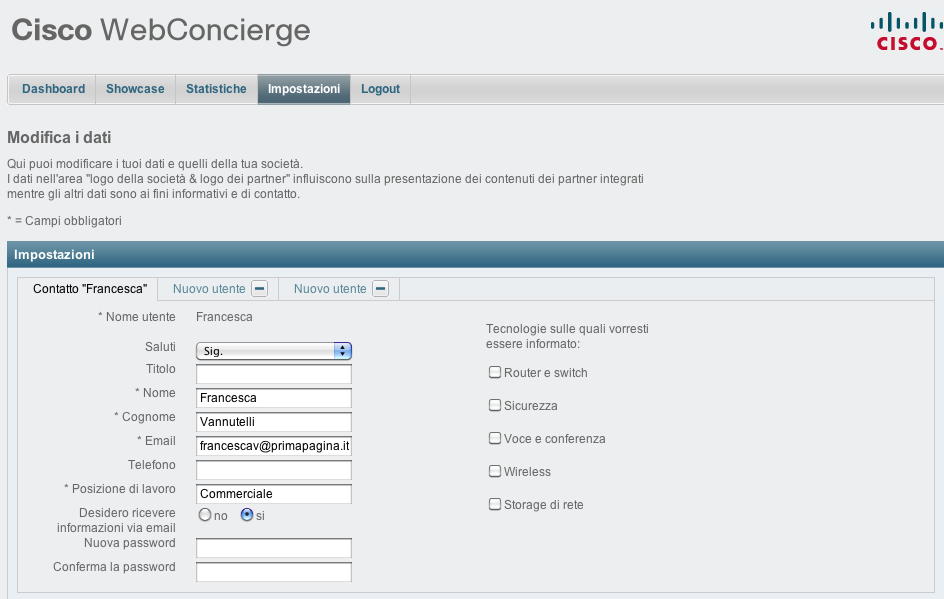 Cisco WebConcierge
CISCO.
Dashboard Showcase Statistiche Impostazioni Logout
Modifica i dati
Qui puoi modificare i tuoi dati e quelli della tua società.
I dati nell'area "logo della società & logo dei partner" influiscono sulla presentazione dei contenuti dei partner integrati
mentre gli altri dati sono ai fini informativi e di contatto.
* = Campi obbligatori
Impostazioni
Contatto "Francesca" Nuovo utente Nuovo utente
* Nome utente Francesca
Saluti Sig.
Titolo
* Nome Francesca
* Cognome Vannutelli
* Email francescav@primapagina.it
Telefono
* Posizione di lavoro Commerciale
Desidero ricevere
informazioni via email no si
Nuova password
Conferma la password
Tecnologie sulle quali vorresti
essere informato:
Router e switch
Sicurezza
Voce e conferenza
Wireless
Storage di rete